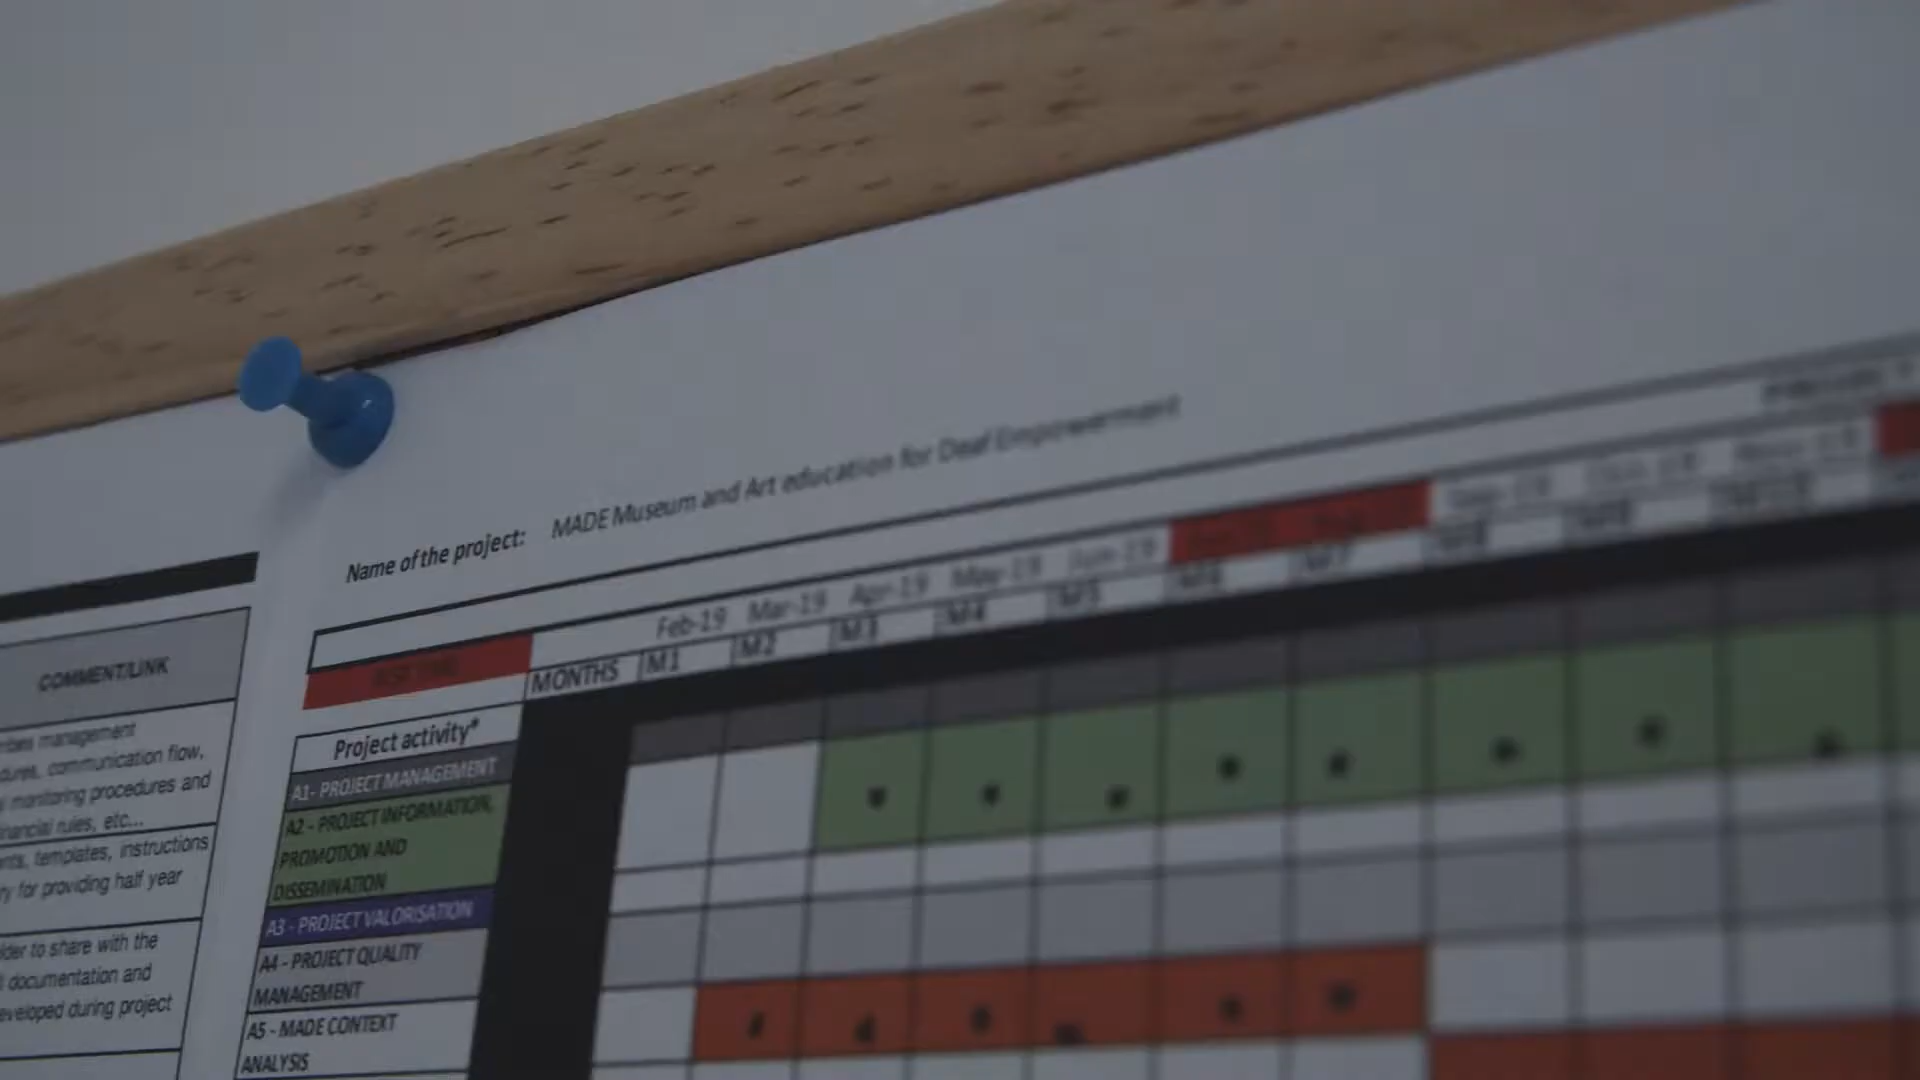 Name of the project: MADE Museum and Art education for Deaf Empowerment
Feb-19 Mar-19 Apr-19 May-19 Jun-19
MONTHS M1 M2 M3 M4 M5 M6 M7 M8
Project activity*
A1- PROJECT MANAGEMENT
A2 - PROJECT INFORMATION,
PROMOTION AND
DISSEMINATION
A3 - PROJECT VALORISATION
A4 - PROJECT QUALITY
MANAGEMENT
A5 - MADE CONTEXT
ANALYSIS
COMMENT/LINK
management
communication flow,
monitoring procedures and
rules, etc...
templates, instructions
for providing half year
to share with the
documentation and
during project